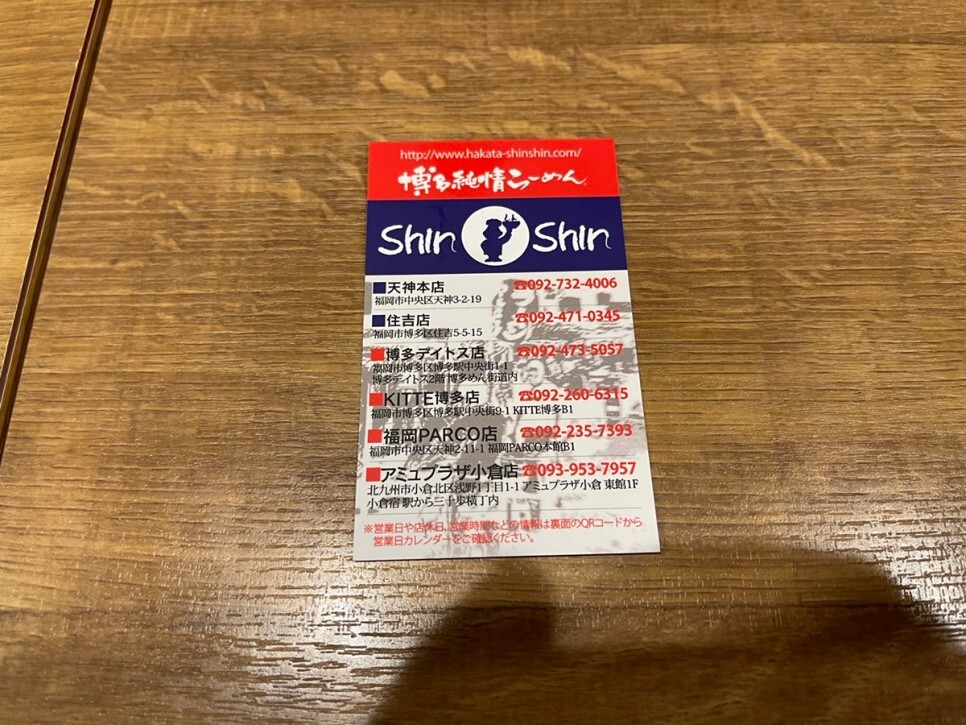 http://www.hakata-shinshin.com/
博多純情らーめん
Shin Shin
■天神本店 ☎092-732-4006
福岡市中央区天神3-2-19
■住吉店 ☎092-471-0345
福岡市博多区住吉5-5-15
■博多デイトス店 ☎092-473-5057
福岡市博多区博多駅中央街1-1
博多デイトス2階 博多めん街道内
■KITTE博多店 ☎092-260-6315
福岡市博多区博多駅中央街9-1 KITTE博多B1
■福岡PARCO店 ☎092-235-7393
福岡市中央区天神2-11-1 福岡PARCO本館B1
■アミュプラザ小倉店 ☎093-953-7957
北九州市小倉北区浅野1丁目1-1 アミュプラザ小倉 東館1F
小倉宿 駅から三十歩横丁内
※営業日や店休日、営業時間などの情報は裏面のQRコードから
営業日カレンダーをご確認ください。